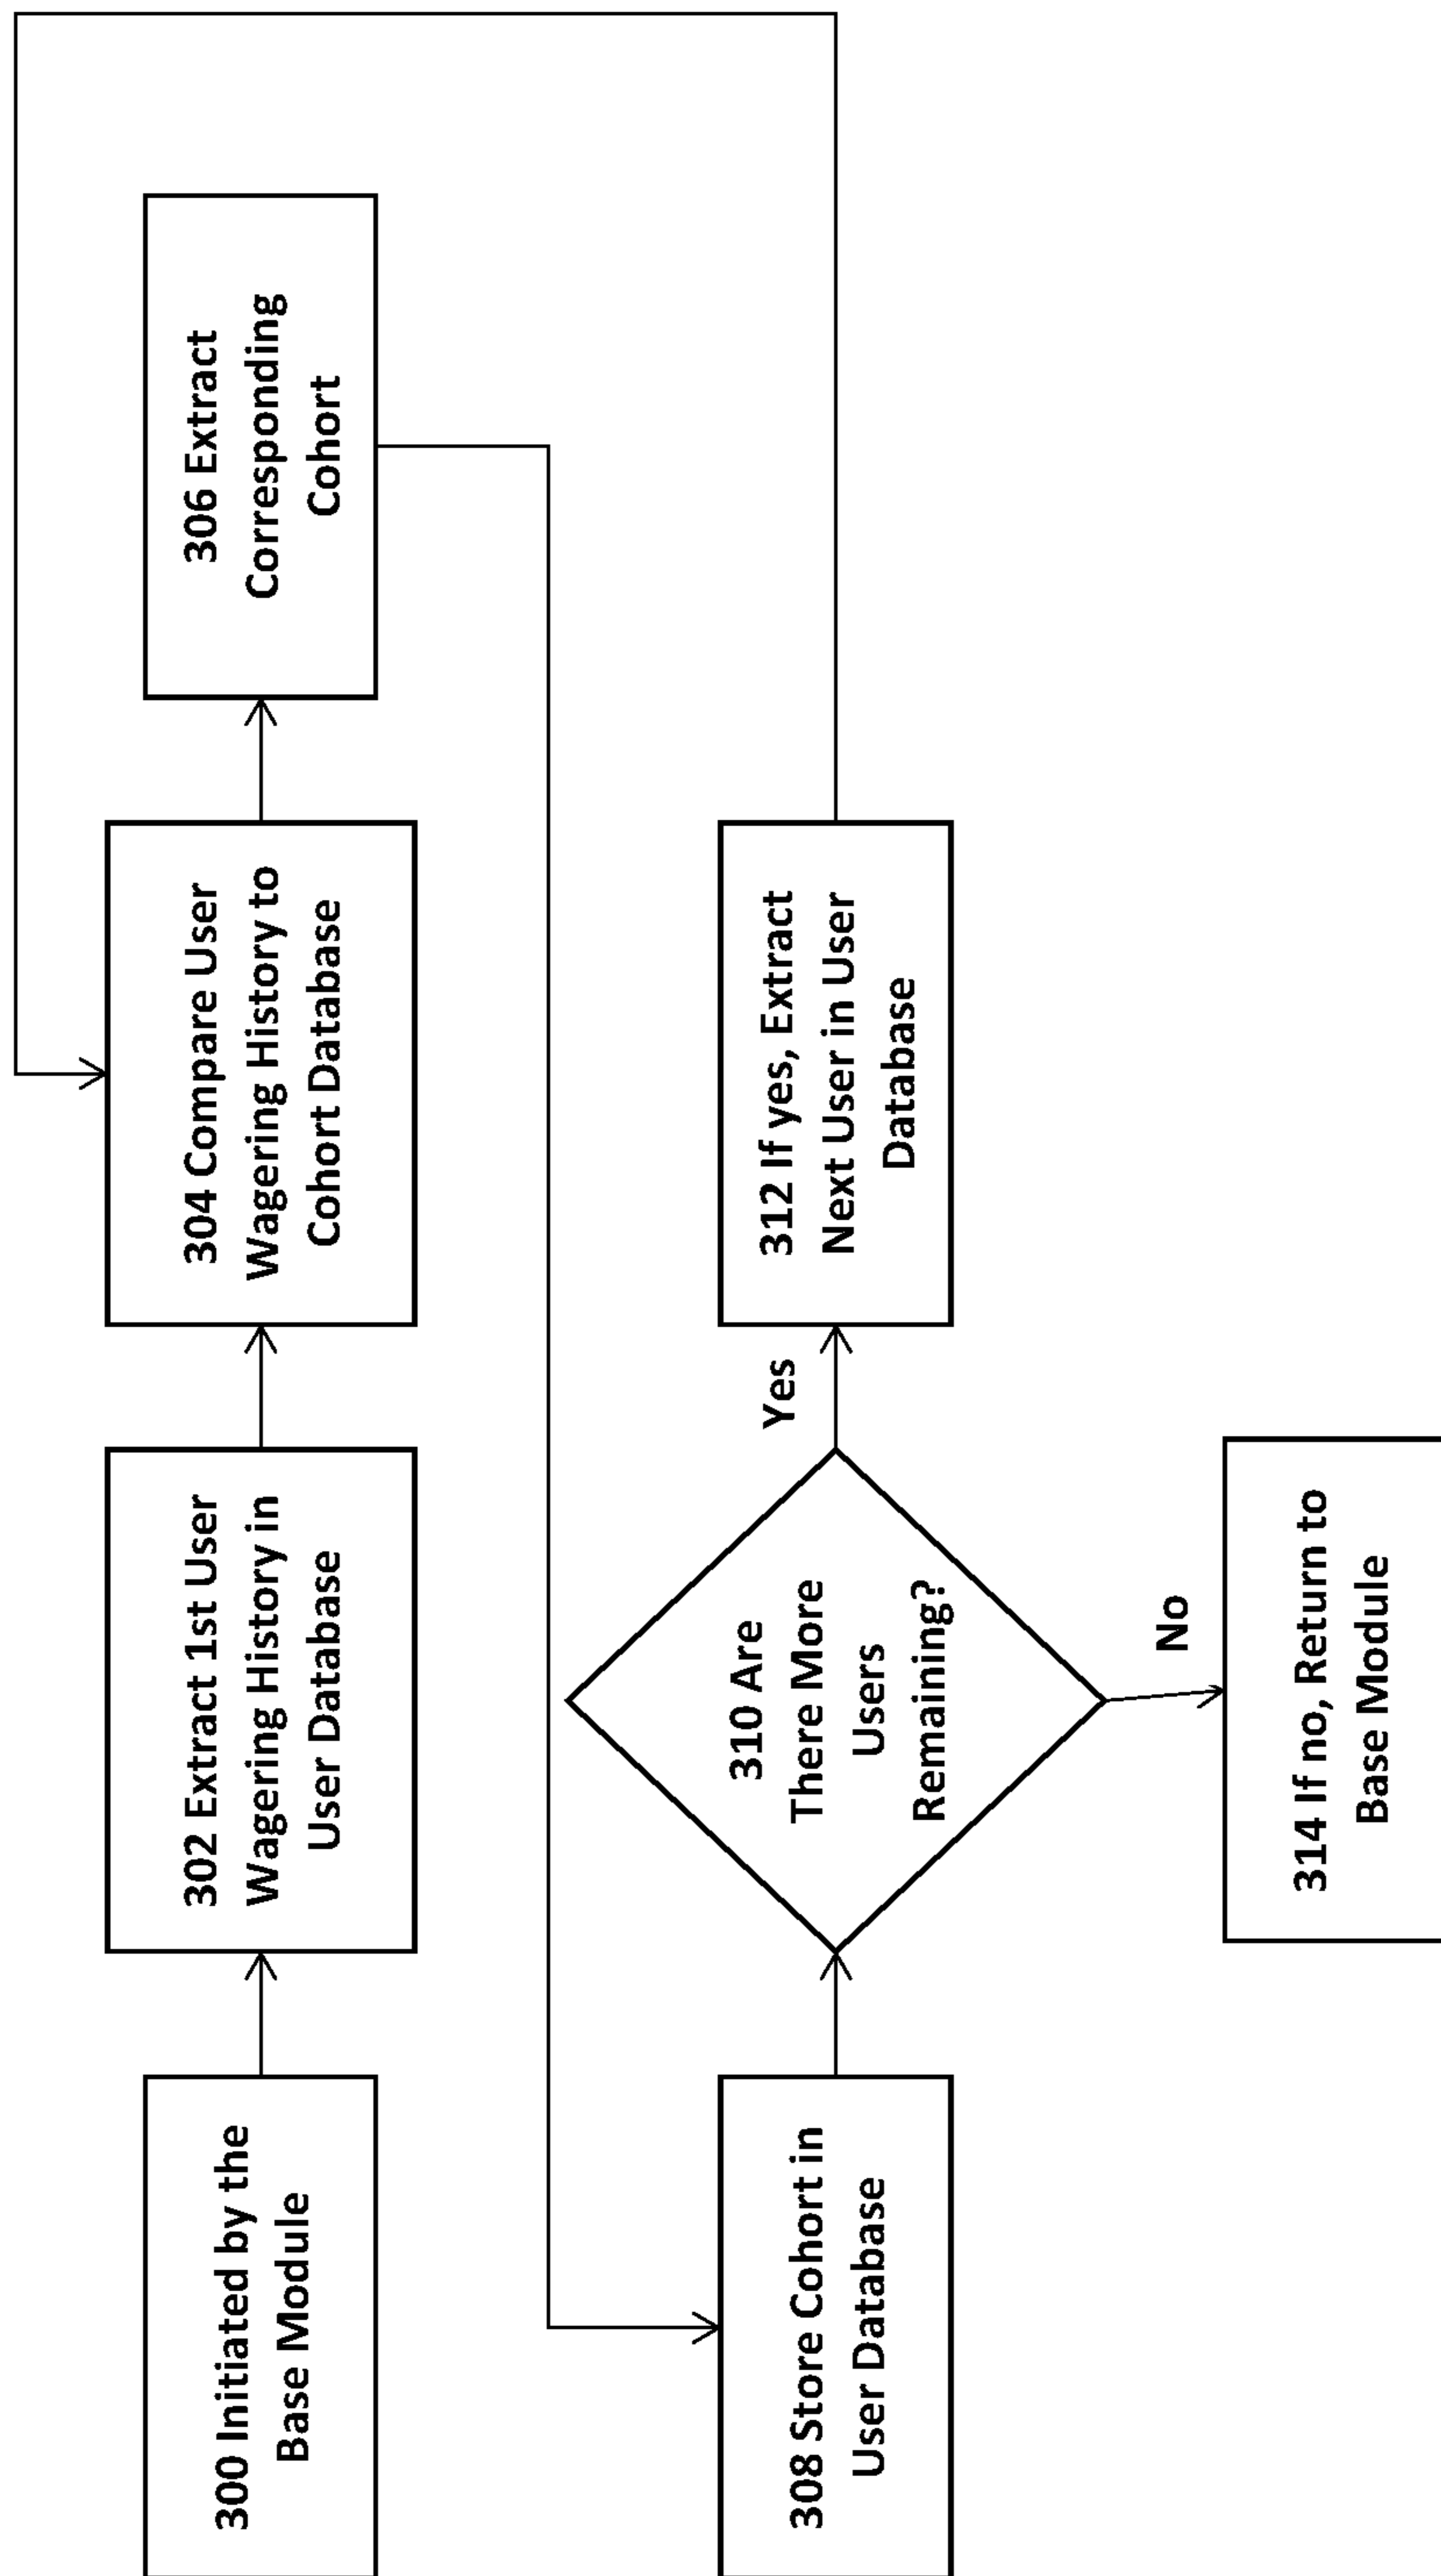 300 Initiated by the
Base Module
302 Extract 1st User
Wagering History in
User Database
304 Compare User
Wagering History to
Cohort Database
306 Extract
Corresponding
Cohort
308 Store Cohort in
User Database
310 Are
There More
Users
Remaining?
Yes
312 If yes, Extract
Next User in User
Database
No
314 If no, Return to
Base Module